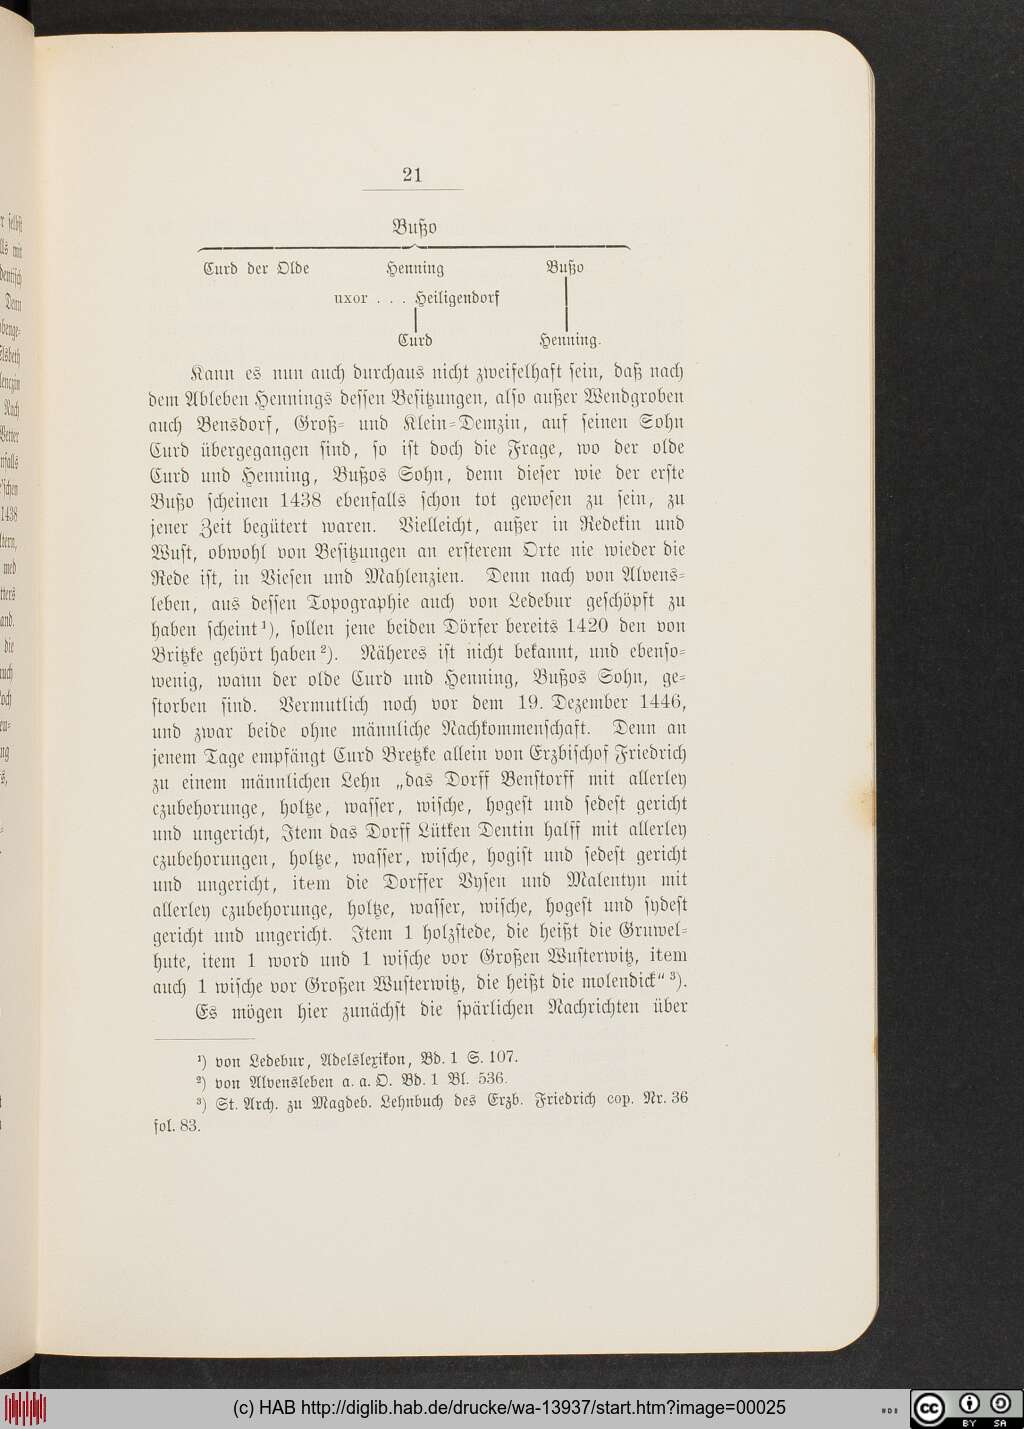 21
Bußo
Curd der Olde Henning Bußo
uxor . . . Heiligendorf
Curd Henning.
Kann es nun auch durchaus nicht zweifelhaft sein, daß nach
dem Ableben Hennings dessen Besitzungen, also außer Wendgroben
auch Bensdorf, Groß- und Klein-Demzin, auf seinen Sohn
Curd übergegangen sind, so ist doch die Frage, wo der olde
Curd und Henning, Bußos Sohn, denn dieser wie der erste
Bußo scheinen 1438 ebenfalls schon tot gewesen zu sein, zu
jener Zeit begütert waren. Vielleicht, außer in Redekin und
Wust, obwohl von Besitzungen an ersterem Orte nie wieder die
Rede ist, in Viesen und Mahlenzien. Denn nach von Alvens-
leben, aus dessen Topographie auch von Ledebur geschöpft zu
haben scheint¹), sollen jene beiden Dörfer bereits 1420 den von
Britzke gehört haben²). Näheres ist nicht bekannt, und ebenso-
wenig, wann der olde Curd und Henning, Bußos Sohn, ge-
storben sind. Vermutlich noch vor dem 19. Dezember 1446,
und zwar beide ohne männliche Nachkommenschaft. Denn an
jenem Tage empfängt Curd Bretzke allein von Erzbischof Friedrich
zu einem männlichen Lehn „das Dorff Benstorff mit allerley
czubehorunge, holtze, wasser, wische, hogest und sedest gericht
und ungericht, Item das Dorff Lütken Dentin halff mit allerley
czubehorungen, holtze, wasser, wische, hogist und sedest gericht
und ungericht, item die Dorffer Vysen und Malentyn mit
allerley czubehorunge, holtze, wasser, wische, hogest und sydest
gericht und ungericht. Item 1 holzstede, die heißt die Gruwel-
hute, item 1 word und 1 wische vor Großen Wusterwitz, item
auch 1 wische vor Großen Wusterwitz, die heißt die molendick“³).
Es mögen hier zunächst die spärlichen Nachrichten über
¹) von Ledebur, Adelslexikon, Bd. 1 S. 107.
²) von Alvensleben a. a. O. Bd. 1 Bl. 536.
³) St. Arch. zu Magdeb. Lehnbuch des Erzb. Friedrich cop. Nr. 36
fol. 83.
(c) HAB http://diglib.hab.de/drucke/wa-13937/start.htm?image=00025
cc BY SA